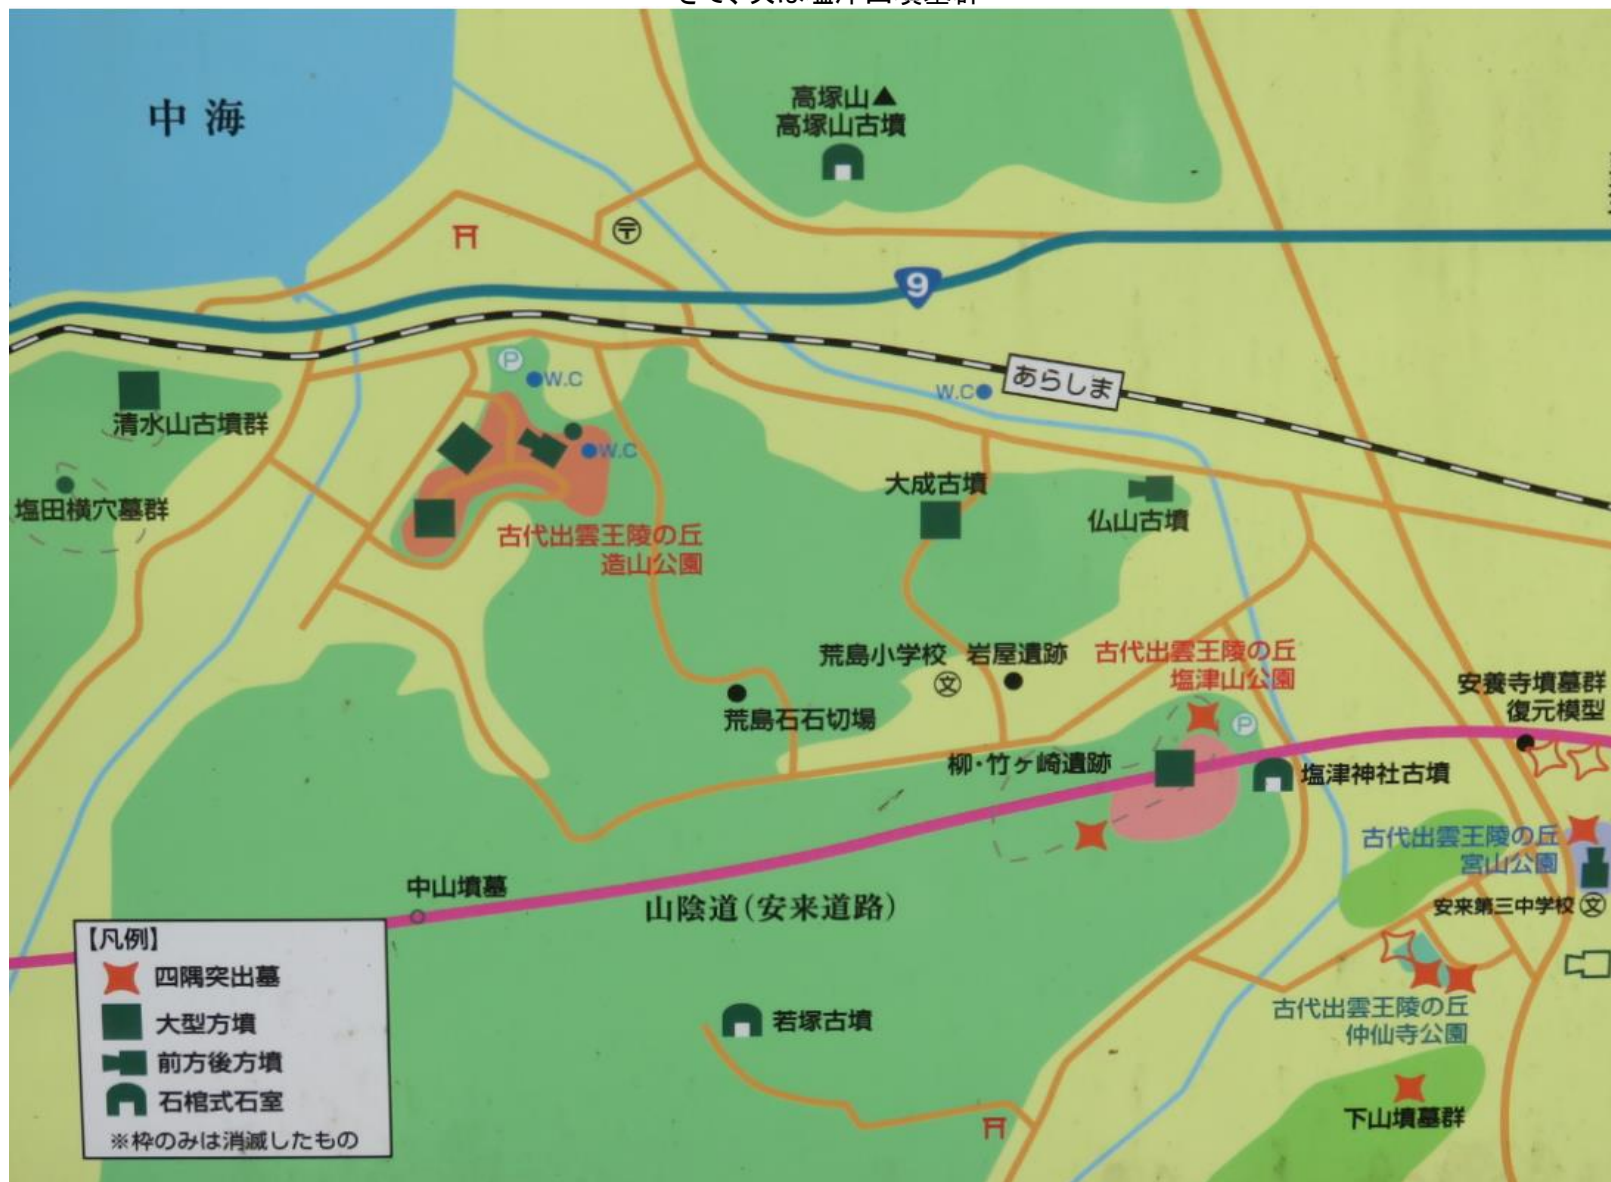 中海
高塚山▲
高塚山古墳
〒
9
あらしま
P
W.C
W.C
W.C
清水山古墳群
塩田横穴墓群
古代出雲王陵の丘
造山公園
大成古墳
仏山古墳
荒島小学校
文
岩屋遺跡
古代出雲王陵の丘
塩津山公園
P
荒島石石切場
安養寺墳墓群
復元模型
柳・竹ヶ崎遺跡
塩津神社古墳
古代出雲王陵の丘
宮山公園
安来第三中学校
文
中山墳墓
山陰道(安来道路)
古代出雲王陵の丘
仲仙寺公園
若塚古墳
下山墳墓群
【凡例】
四隅突出墓
大型方墳
前方後方墳
石棺式石室
※枠のみは消滅したもの